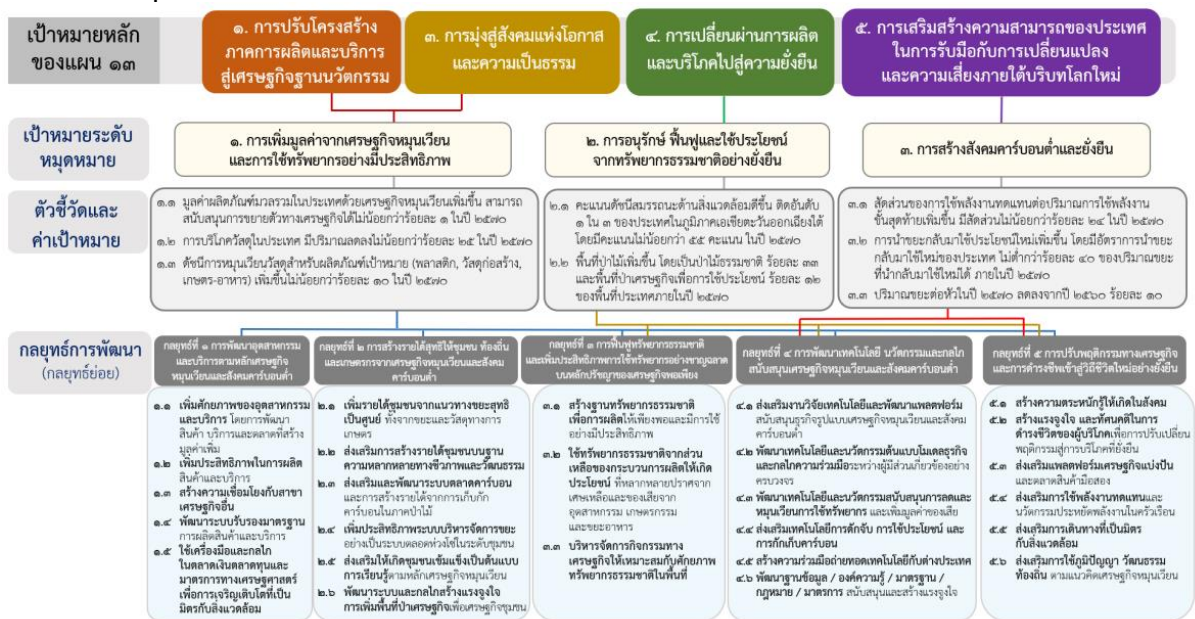 เป้าหมายหลัก
ของแผน ๑๓
๑. การปรับโครงสร้าง
ภาคการผลิตและบริการ
สู่เศรษฐกิจฐานนวัตกรรม
๓. การมุ่งสู่สังคมแห่งโอกาส
และความเป็นธรรม
๔. การเปลี่ยนผ่านการผลิต
และบริโภคไปสู่ความยั่งยืน
๕. การเสริมสร้างความสามารถของประเทศ
ในการรับมือกับการเปลี่ยนแปลง
และความเสี่ยงภายใต้บริบทโลกใหม่
เป้าหมายระดับ
หมุดหมาย
๑. การเพิ่มมูลค่าจากเศรษฐกิจหมุนเวียน
และการใช้ทรัพยากรอย่างมีประสิทธิภาพ
๒. การอนุรักษ์ ฟื้นฟูและใช้ประโยชน์
จากทรัพยากรธรรมชาติอย่างยั่งยืน
๓. การสร้างสังคมคาร์บอนต่ำและยั่งยืน
ตัวชี้วัดและ
ค่าเป้าหมาย
๑.๑ มูลค่าผลิตภัณฑ์มวลรวมในประเทศด้วยเศรษฐกิจหมุนเวียนเพิ่มขึ้น สามารถ
สนับสนุนการขยายตัวทางเศรษฐกิจได้ไม่น้อยกว่าร้อยละ ๑ ในปี ๒๕๗๐
๑.๒ การบริโภควัสดุในประเทศ มีปริมาณลดลงไม่น้อยกว่าร้อยละ ๒๕ ในปี ๒๕๗๐
๑.๓ ดัชนีการหมุนเวียนวัสดุสำหรับผลิตภัณฑ์เป้าหมาย (พลาสติก, วัสดุก่อสร้าง,
เกษตร-อาหาร) เพิ่มขึ้นไม่น้อยกว่าร้อยละ ๑๐ ในปี ๒๕๗๐
๒.๑ คะแนนดัชนีสมรรถนะด้านสิ่งแวดล้อมดีขึ้น ติดอันดับ
๑ ใน ๓ ของประเทศในภูมิภาคเอเชียตะวันออกเฉียงใต้
โดยมีคะแนนไม่น้อยกว่า ๕๕ คะแนน ในปี ๒๕๗๐
๒.๒ พื้นที่ป่าไม้เพิ่มขึ้น โดยเป็นป่าไม้ธรรมชาติ ร้อยละ ๓๓
และพื้นที่ป่าเศรษฐกิจเพื่อการใช้ประโยชน์ ร้อยละ ๑๒
ของพื้นที่ประเทศภายในปี ๒๕๗๐
๓.๑ สัดส่วนของการใช้พลังงานทดแทนต่อปริมาณการใช้พลังงาน
ขั้นสุดท้ายเพิ่มขึ้น มีสัดส่วนไม่น้อยกว่าร้อยละ ๒๔ ในปี ๒๕๗๐
๓.๒ การนำขยะกลับมาใช้ประโยชน์ใหม่เพิ่มขึ้น โดยมีอัตราการนำขยะ
กลับมาใช้ใหม่ของประเทศ ไม่ต่ำกว่าร้อยละ ๔๐ ของปริมาณขยะ
ที่นำกลับมาใช้ใหม่ได้ ภายในปี ๒๕๗๐
๓.๓ ปริมาณขยะต่อหัวในปี ๒๕๗๐ ลดลงจากปี ๒๕๖๐ ร้อยละ ๑๐
กลยุทธ์การพัฒนา
(กลยุทธ์ย่อย)
กลยุทธ์ที่ ๑ การพัฒนาอุตสาหกรรม
และบริการตามหลักเศรษฐกิจ
หมุนเวียนและสังคมคาร์บอนต่ำ
๑.๑ เพิ่มศักยภาพของอุตสาหกรรม
และบริการ โดยการพัฒนา
สินค้า บริการและตลาดที่สร้าง
มูลค่าเพิ่ม
๑.๒ เพิ่มประสิทธิภาพในการผลิต
สินค้าและบริการ
๑.๓ สร้างความเชื่อมโยงกับสาขา
เศรษฐกิจอื่น
๑.๔ พัฒนาระบบรับรองมาตรฐาน
การผลิตสินค้าและบริการ
๑.๕ ใช้เครื่องมือและกลไก
ในตลาดเงินตลาดทุนและ
มาตรการทางเศรษฐศาสตร์
เพื่อการเจริญเติบโตที่เป็น
มิตรกับสิ่งแวดล้อม
กลยุทธ์ที่ ๒ การสร้างรายได้สุทธิให้ชุมชน ท้องถิ่น
และเกษตรกรจากเศรษฐกิจหมุนเวียนและสังคม
คาร์บอนต่ำ
๒.๑ เพิ่มรายได้ชุมชนจากแนวทางขยะสุทธิ
เป็นศูนย์ ทั้งจากขยะและวัสดุทางการ
เกษตร
๒.๒ ส่งเสริมการสร้างรายได้ชุมชนบนฐาน
ความหลากหลายทางชีวภาพและวัฒนธรรม
๒.๓ ส่งเสริมและพัฒนาระบบตลาดคาร์บอน
และการสร้างรายได้จากการเก็บกัก
คาร์บอนในภาคป่าไม้
๒.๔ เพิ่มประสิทธิภาพระบบบริหารจัดการขยะ
อย่างเป็นระบบตลอดห่วงโซ่ในระดับชุมชน
๒.๕ ส่งเสริมให้เกิดชุมชนเข้มแข็งเป็นต้นแบบ
การเรียนรู้ตามหลักเศรษฐกิจหมุนเวียน
๒.๖ พัฒนาระบบและกลไกสร้างแรงจูงใจ
การเพิ่มพื้นที่ป่าเศรษฐกิจเพื่อเศรษฐกิจชุมชน
กลยุทธ์ที่ ๓ การฟื้นฟูทรัพยากรธรรมชาติ
และเพิ่มประสิทธิภาพการใช้ทรัพยากรอย่างชาญฉลาด
บนหลักปรัชญาของเศรษฐกิจพอเพียง
๓.๑ สร้างฐานทรัพยากรธรรมชาติ
เพื่อการผลิตให้เพียงพอและมีการใช้
อย่างมีประสิทธิภาพ
๓.๒ ใช้ทรัพยากรธรรมชาติจากส่วน
เหลือของกระบวนการผลิตให้เกิด
ประโยชน์ ที่หลากหลายปราศจาก
เศษเหลือและของเสียจาก
อุตสาหกรรม เกษตรกรรม
และขยะอาหาร
๓.๓ บริหารจัดการกิจกรรมทาง
เศรษฐกิจให้เหมาะสมกับศักยภาพ
ทรัพยากรธรรมชาติในพื้นที่
กลยุทธ์ที่ ๔ การพัฒนาเทคโนโลยี นวัตกรรมและกลไก
สนับสนุนเศรษฐกิจหมุนเวียนและสังคมคาร์บอนต่ำ
๔.๑ ส่งเสริมงานวิจัยเทคโนโลยีและพัฒนาแพลตฟอร์ม
สนับสนุนธุรกิจรูปแบบเศรษฐกิจหมุนเวียนและสังคม
คาร์บอนต่ำ
๔.๒ พัฒนาเทคโนโลยีและนวัตกรรมต้นแบบโมเดลธุรกิจ
และกลไกความร่วมมือระหว่างผู้มีส่วนเกี่ยวข้องอย่าง
ครบวงจร
๔.๓ พัฒนาเทคโนโลยีและนวัตกรรมสนับสนุนการลดและ
หมุนเวียนการใช้ทรัพยากร และเพิ่มมูลค่าของเสีย
๔.๔ ส่งเสริมเทคโนโลยีการดักจับ การใช้ประโยชน์ และ
การกักเก็บคาร์บอน
๔.๕ สร้างความร่วมมือถ่ายทอดเทคโนโลยีกับต่างประเทศ
๔.๖ พัฒนาฐานข้อมูล / องค์ความรู้ / มาตรฐาน /
กฎหมาย / มาตรการ สนับสนุนและสร้างแรงจูงใจ
กลยุทธ์ที่ ๕ การปรับพฤติกรรมทางเศรษฐกิจ
และการดำรงชีพเข้าสู่วิถีชีวิตใหม่อย่างยั่งยืน
๕.๑ สร้างความตระหนักรู้ให้เกิดในสังคม
๕.๒ สร้างแรงจูงใจ และทัศนคติในการ
ดำรงชีวิตของผู้บริโภคเพื่อการปรับเปลี่ยน
พฤติกรรมสู่การบริโภคที่ยั่งยืน
๕.๓ ส่งเสริมแพลตฟอร์มเศรษฐกิจแบ่งปัน
และตลาดสินค้ามือสอง
๕.๔ ส่งเสริมการใช้พลังงานทดแทนและ
นวัตกรรมประหยัดพลังงานในครัวเรือน
๕.๕ ส่งเสริมการเดินทางที่เป็นมิตร
กับสิ่งแวดล้อม
๕.๖ ส่งเสริมการใช้ภูมิปัญญา วัฒนธรรม
ท้องถิ่น ตามแนวคิดเศรษฐกิจหมุนเวียน